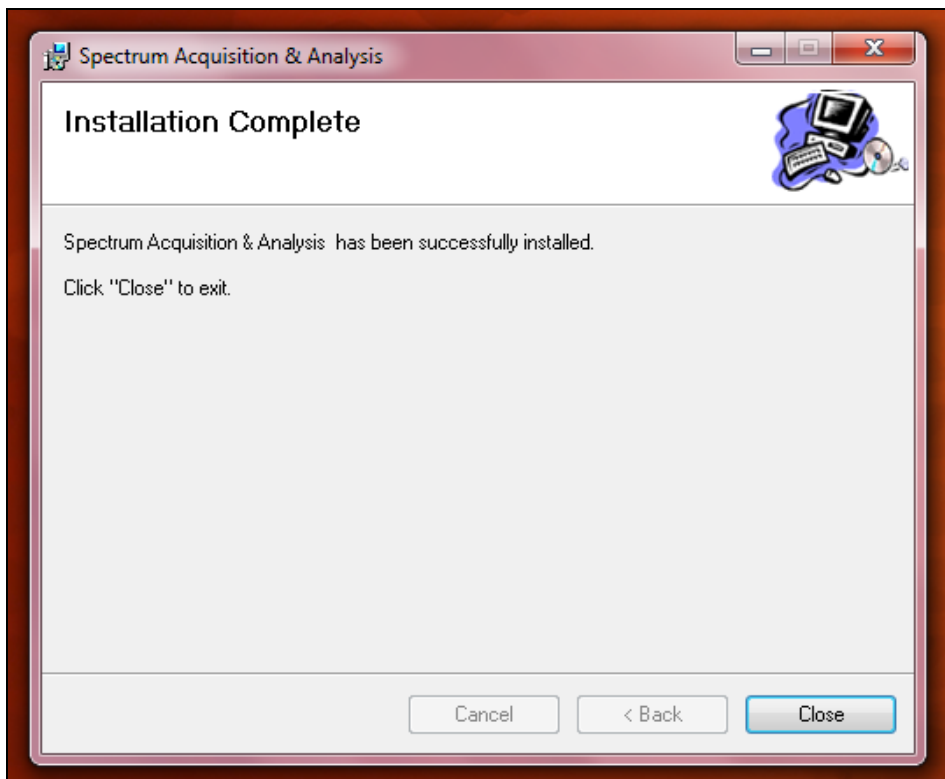 Spectrum Acquisition & Analysis
Installation Complete
Spectrum Acquisition & Analysis  has been successfully installed.
Click "Close" to exit.
Cancel
< Back
Close